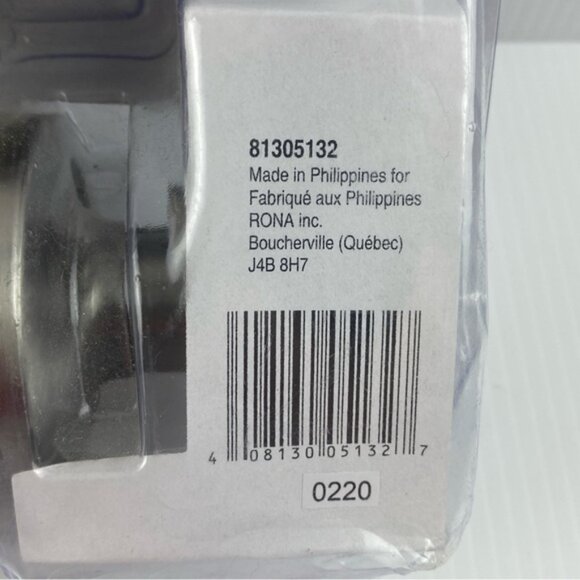 81305132
Made in Philippines for
Fabriqué aux Philippines
RONA inc.
Boucherville (Québec)
J4B 8H7
4 08130 05132 7
0220